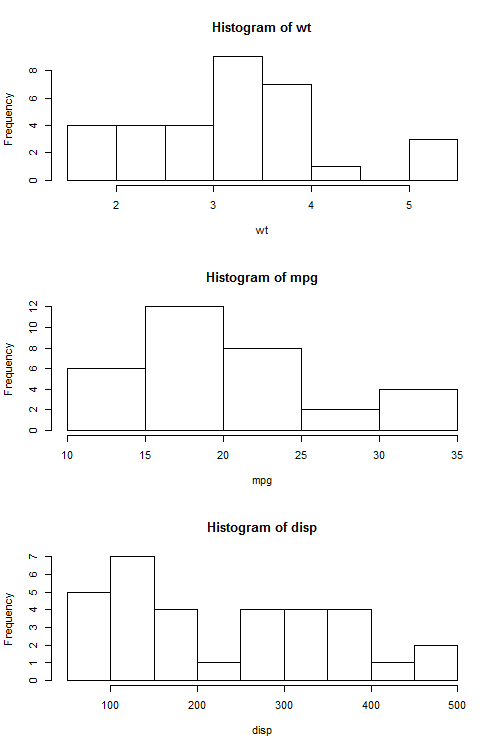 Histogram of wt
Frequency
8
6
4
2
0
2 3 4 5
wt
Histogram of mpg
Frequency
12
10
8
6
4
2
0
10 15 20 25 30 35
mpg
Histogram of disp
Frequency
7
6
5
4
3
2
1
0
100 200 300 400 500
disp